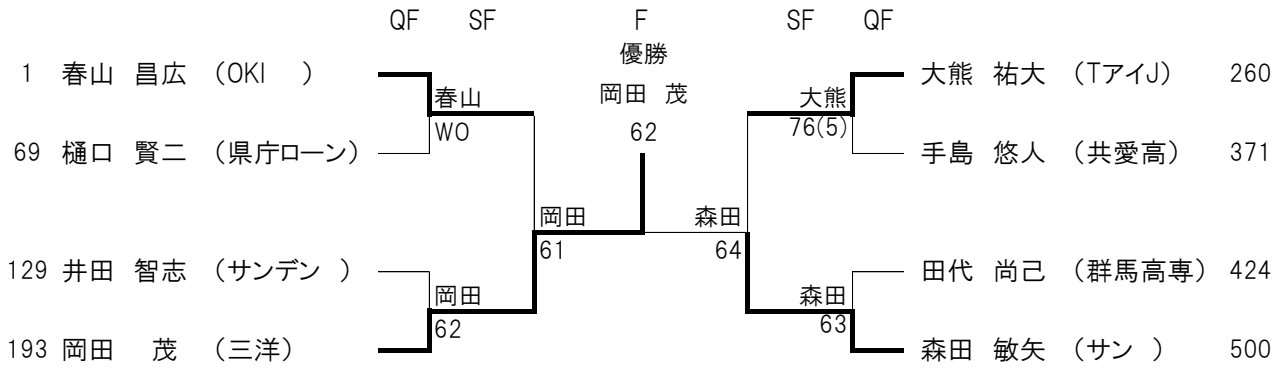 QF SF F SF QF
優勝
1 春山 昌広 (OKI ) 岡田 茂 大熊 祐大 (TアイJ) 260
春山 大熊
WO 62 76(5)
69 樋口 賢二 (県庁ローン) 手島 悠人 (共愛高) 371
岡田 森田
61 64
129 井田 智志 (サンデン ) 田代 尚己 (群馬高専) 424
岡田 森田
62 63
193 岡田 茂 (三洋) 森田 敏矢 (サン ) 500